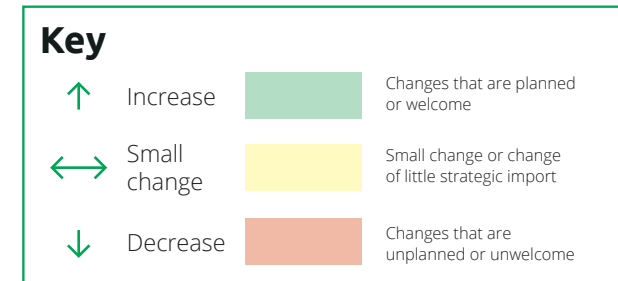 Key
Increase
Changes that are planned
or welcome
Small
change
Small change or change
of little strategic import
Decrease
Changes that are
unplanned or unwelcome